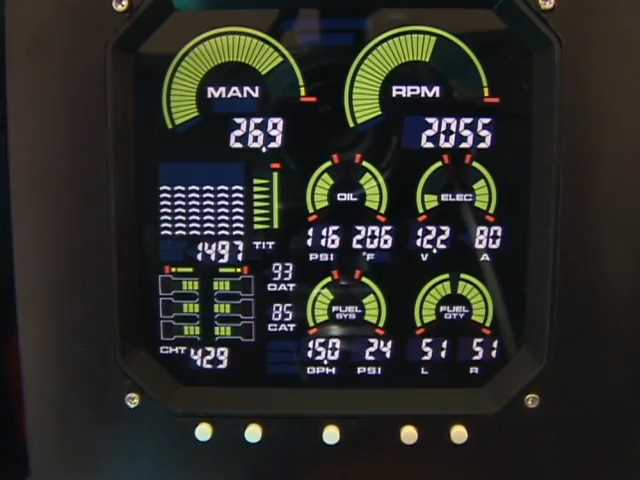 MAN
26.9
RPM
2055
OIL
116 206
PSI °F
ELEC
12.2 80
V A
1497 TIT
93
OAT
85
CAT
CHT 429
FUEL
SYS
15.0 24
GPH PSI
FUEL
QTY
51 51
L R